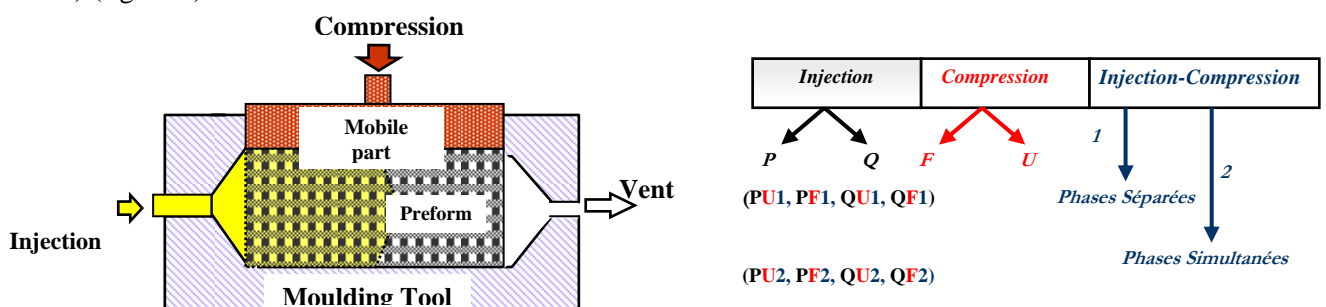 Compression
Mobile
part
Preform
Vent
Injection
Moulding Tool
Injection Compression Injection-Compression
P Q F U 1 2
(PU1, PF1, QU1, QF1)
Phases Séparées
Phases Simultanées
(PU2, PF2, QU2, QF2)